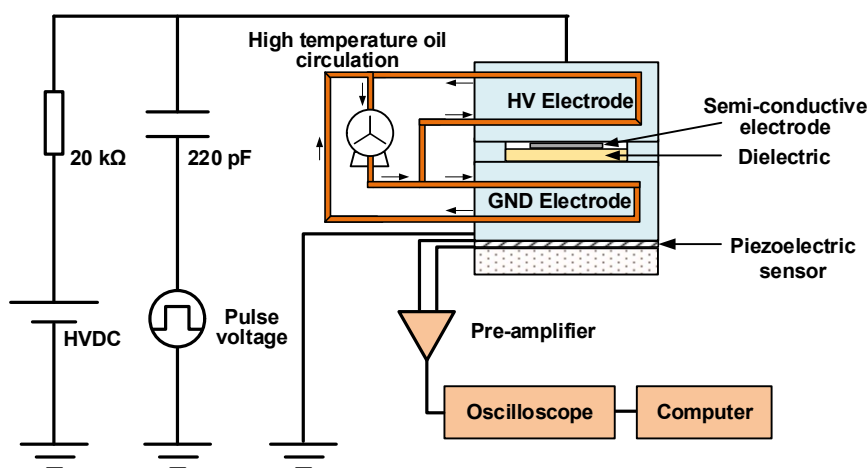 High temperature oil
circulation
HV Electrode
Semi-conductive
electrode
20 kΩ
220 pF
Dielectric
GND Electrode
Piezoelectric
sensor
HVDC
Pulse
voltage
Pre-amplifier
Oscilloscope
Computer